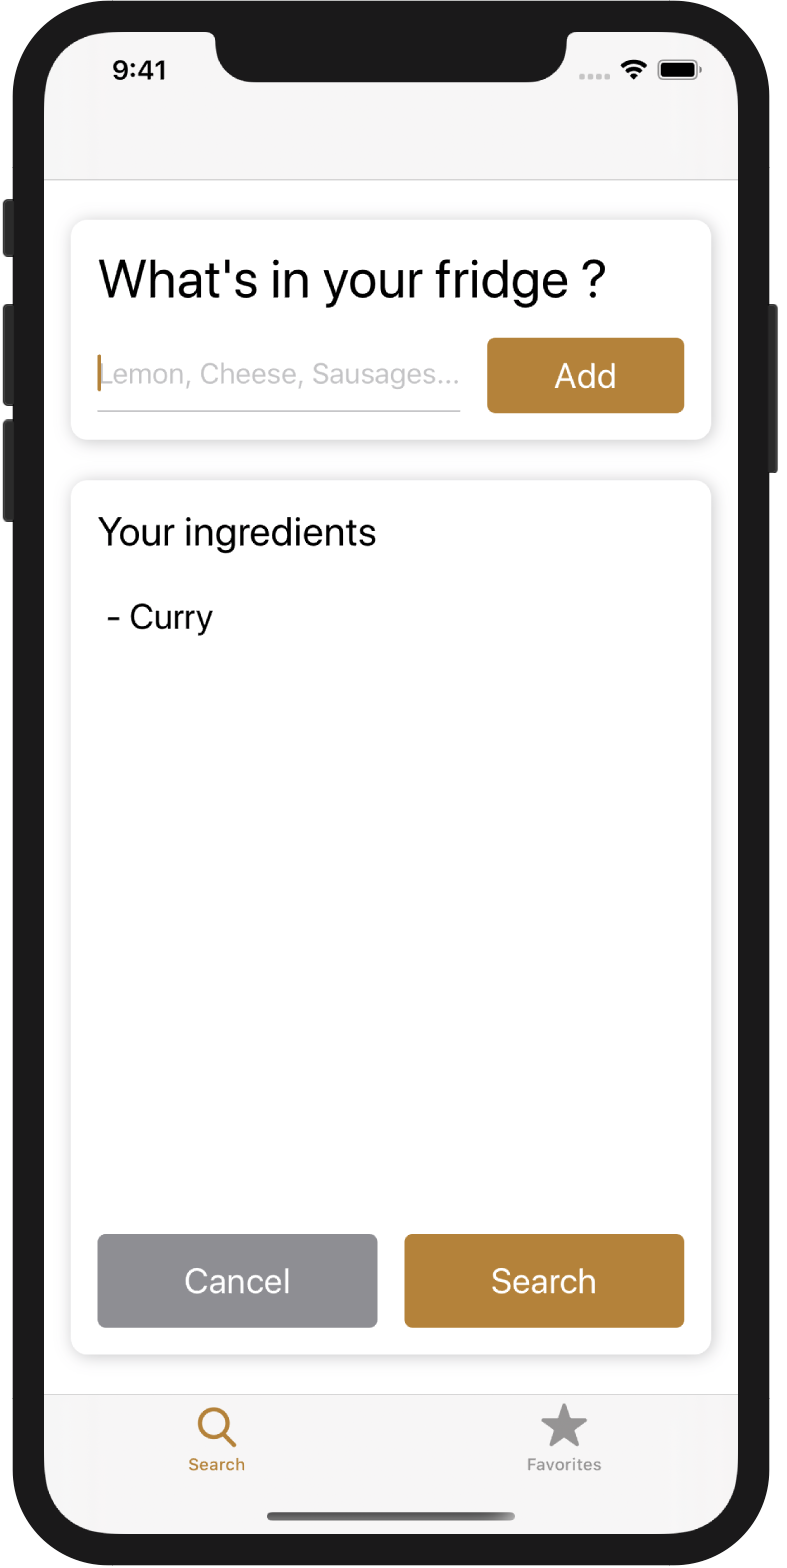 9:41
What's in your fridge ?
Lemon, Cheese, Sausages...
Add
Your ingredients
- Curry
Cancel
Search
Search
Favorites